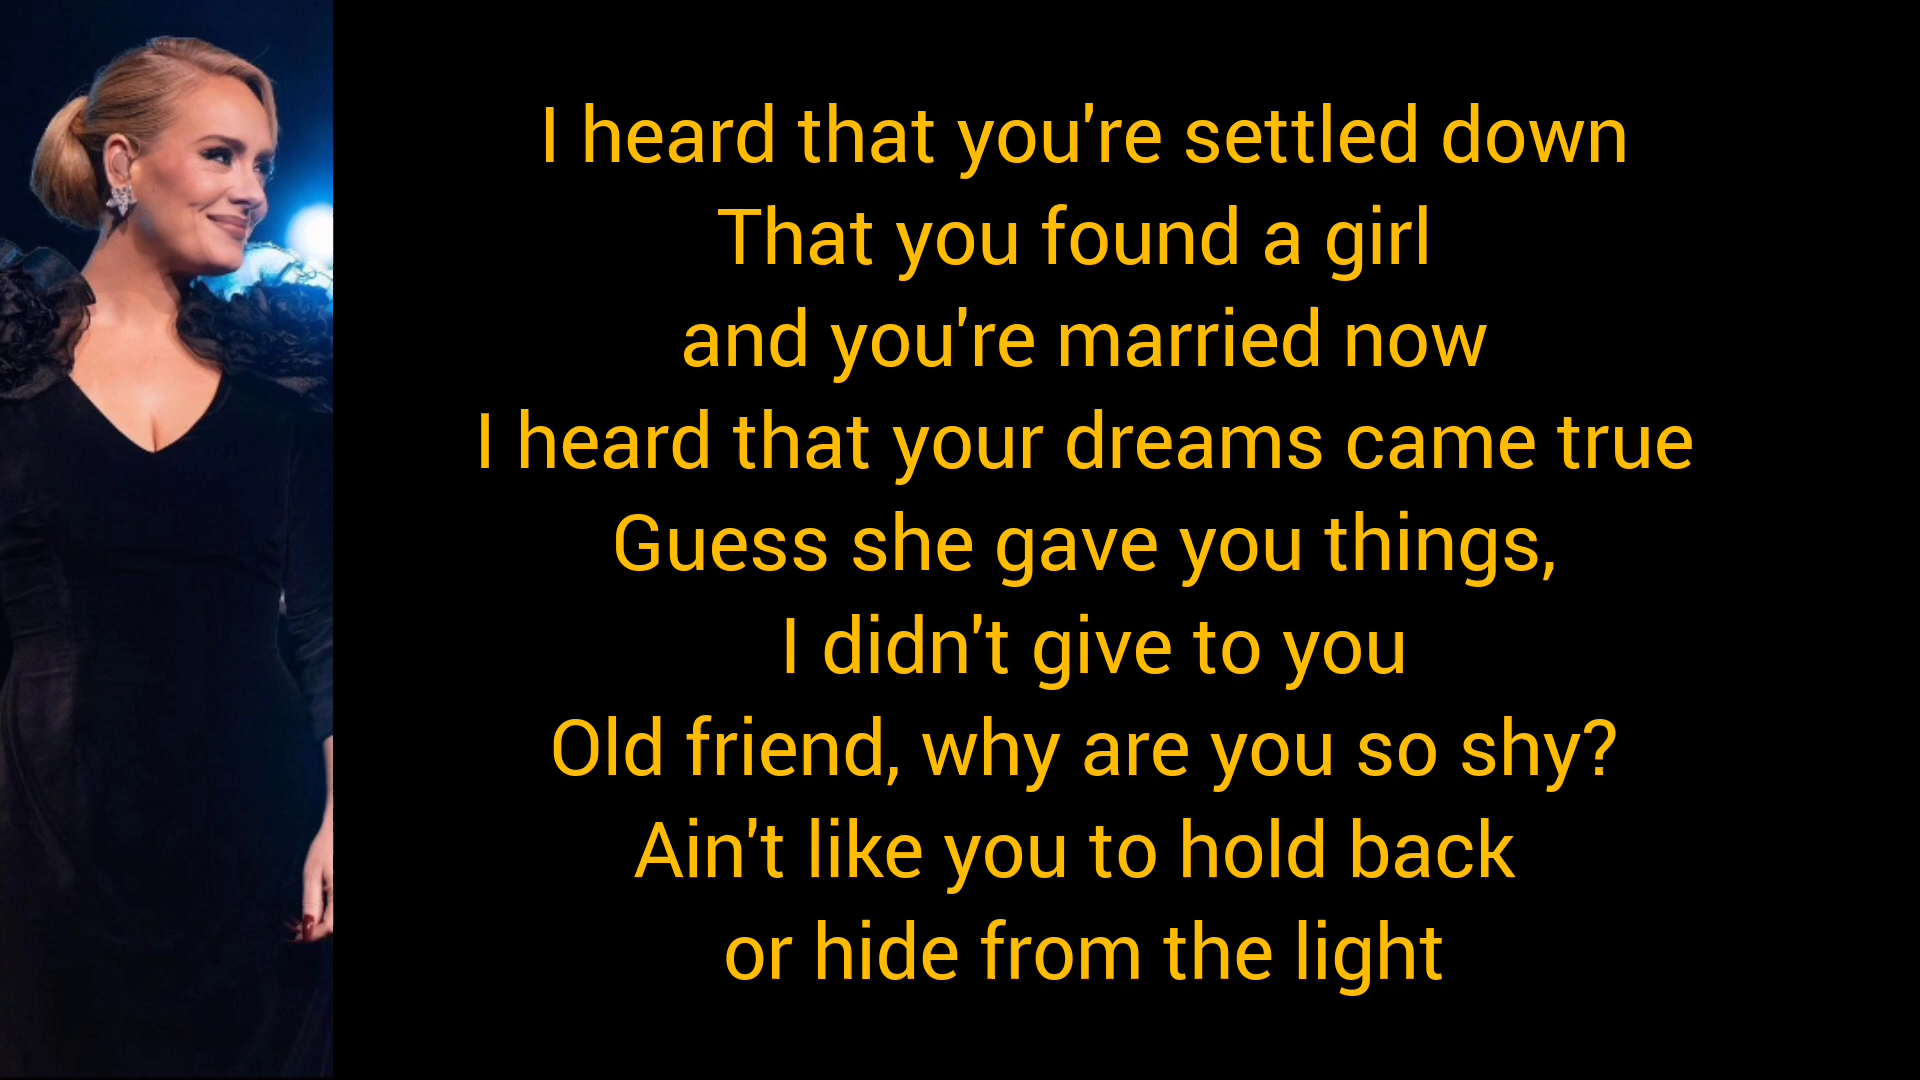 I heard that you're settled down
That you found a girl
and you're married now
I heard that your dreams came true
Guess she gave you things,
I didn't give to you
Old friend, why are you so shy?
Ain't like you to hold back
or hide from the light